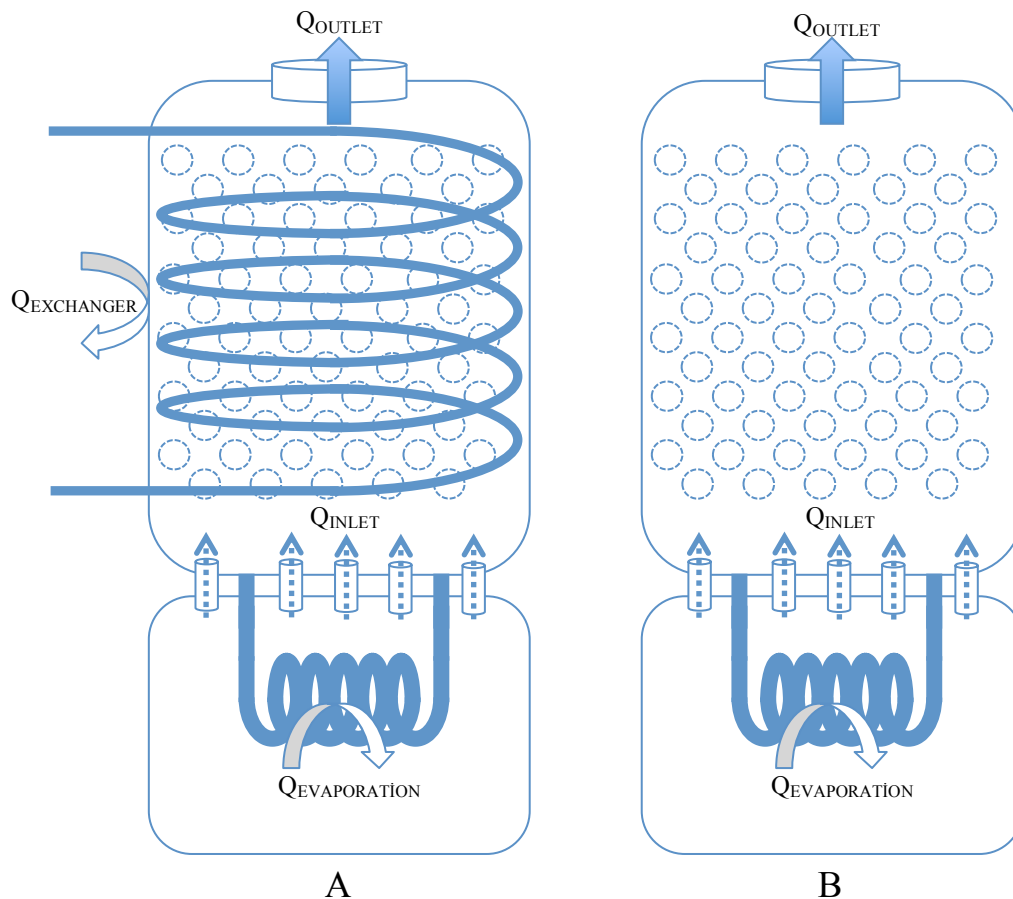 QOUTLET
QOUTLET
QEXCHANGER
QINLET
QINLET
QEVAPORATİON
QEVAPORATİON
A
B